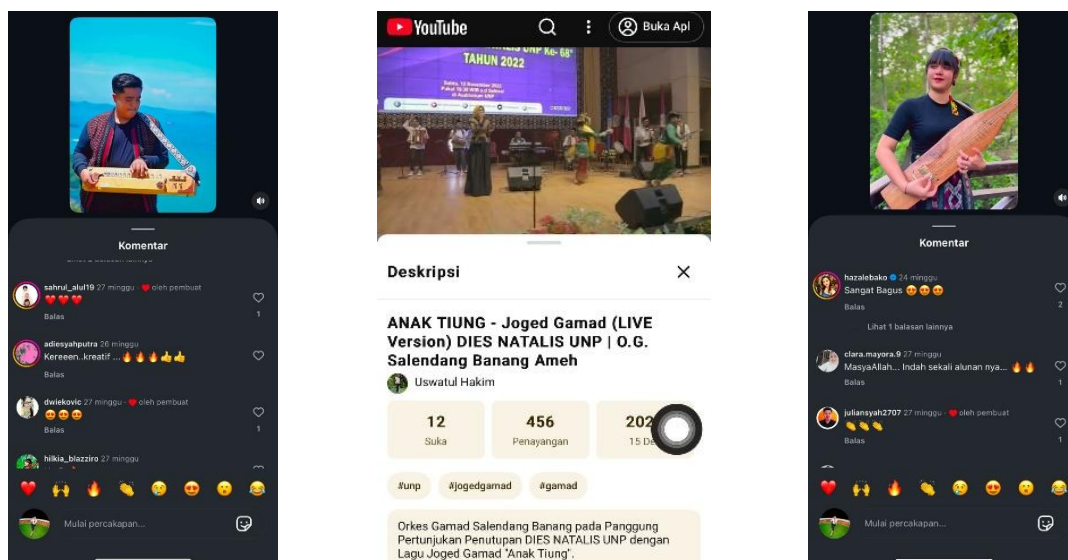 Komentar
sahrul_alul19 27 minggu · ❤️ oleh pembuat
❤️❤️❤️
Balas
1
adiesyahputra 26 minggu
Kereeen..kreatif ...🔥🔥🔥👍👍
Balas
dwiekovic 27 minggu · ❤️ oleh pembuat
😍😍😍
Balas
1
hilkia_blazziro 27 minggu
❤️🙌🔥👏😢😍😮😂
Mulai percakapan...
YouTube
Buka Apl
NATALIS UNP Ke- 68
TAHUN 2022
Deskripsi
ANAK TIUNG - Joged Gamad (LIVE
Version) DIES NATALIS UNP | O.G.
Salendang Banang Ameh
Uswatul Hakim
12
Suka
456
Penayangan
202
15 De
#unp #jogedgamad #gamad
Orkes Gamad Salendang Banang pada Panggung
Pertunjukan Penutupan DIES NATALIS UNP dengan
Lagu Joged Gamad "Anak Tiung".
Komentar
hazalebako 24 minggu
Sangat Bagus 😍😍😍
Balas
2
Lihat 1 balasan lainnya
clara.mayora.9 27 minggu
MasyaAllah... Indah sekali alunan nya... 🔥🔥
Balas
1
juliansyah2707 27 minggu · ❤️ oleh pembuat
👏👏👏
Balas
1
❤️🙌🔥👏😢😍😮😂
Mulai percakapan...